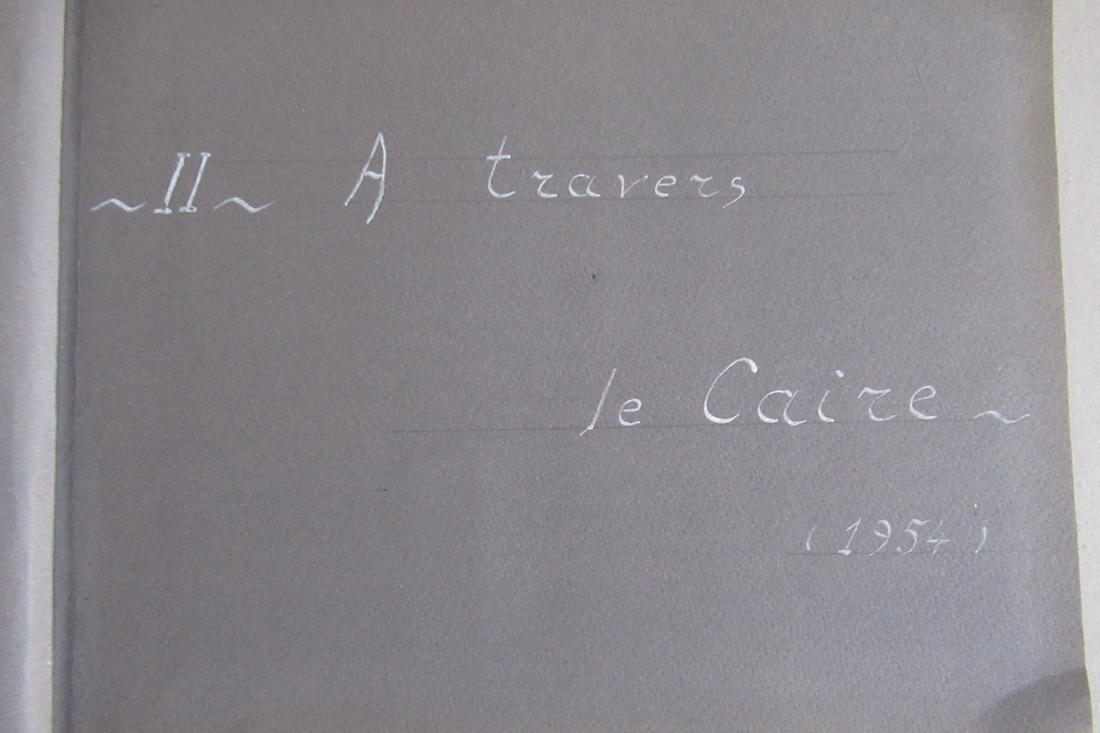 ~II~ A travers
le Caire ~
(1954)